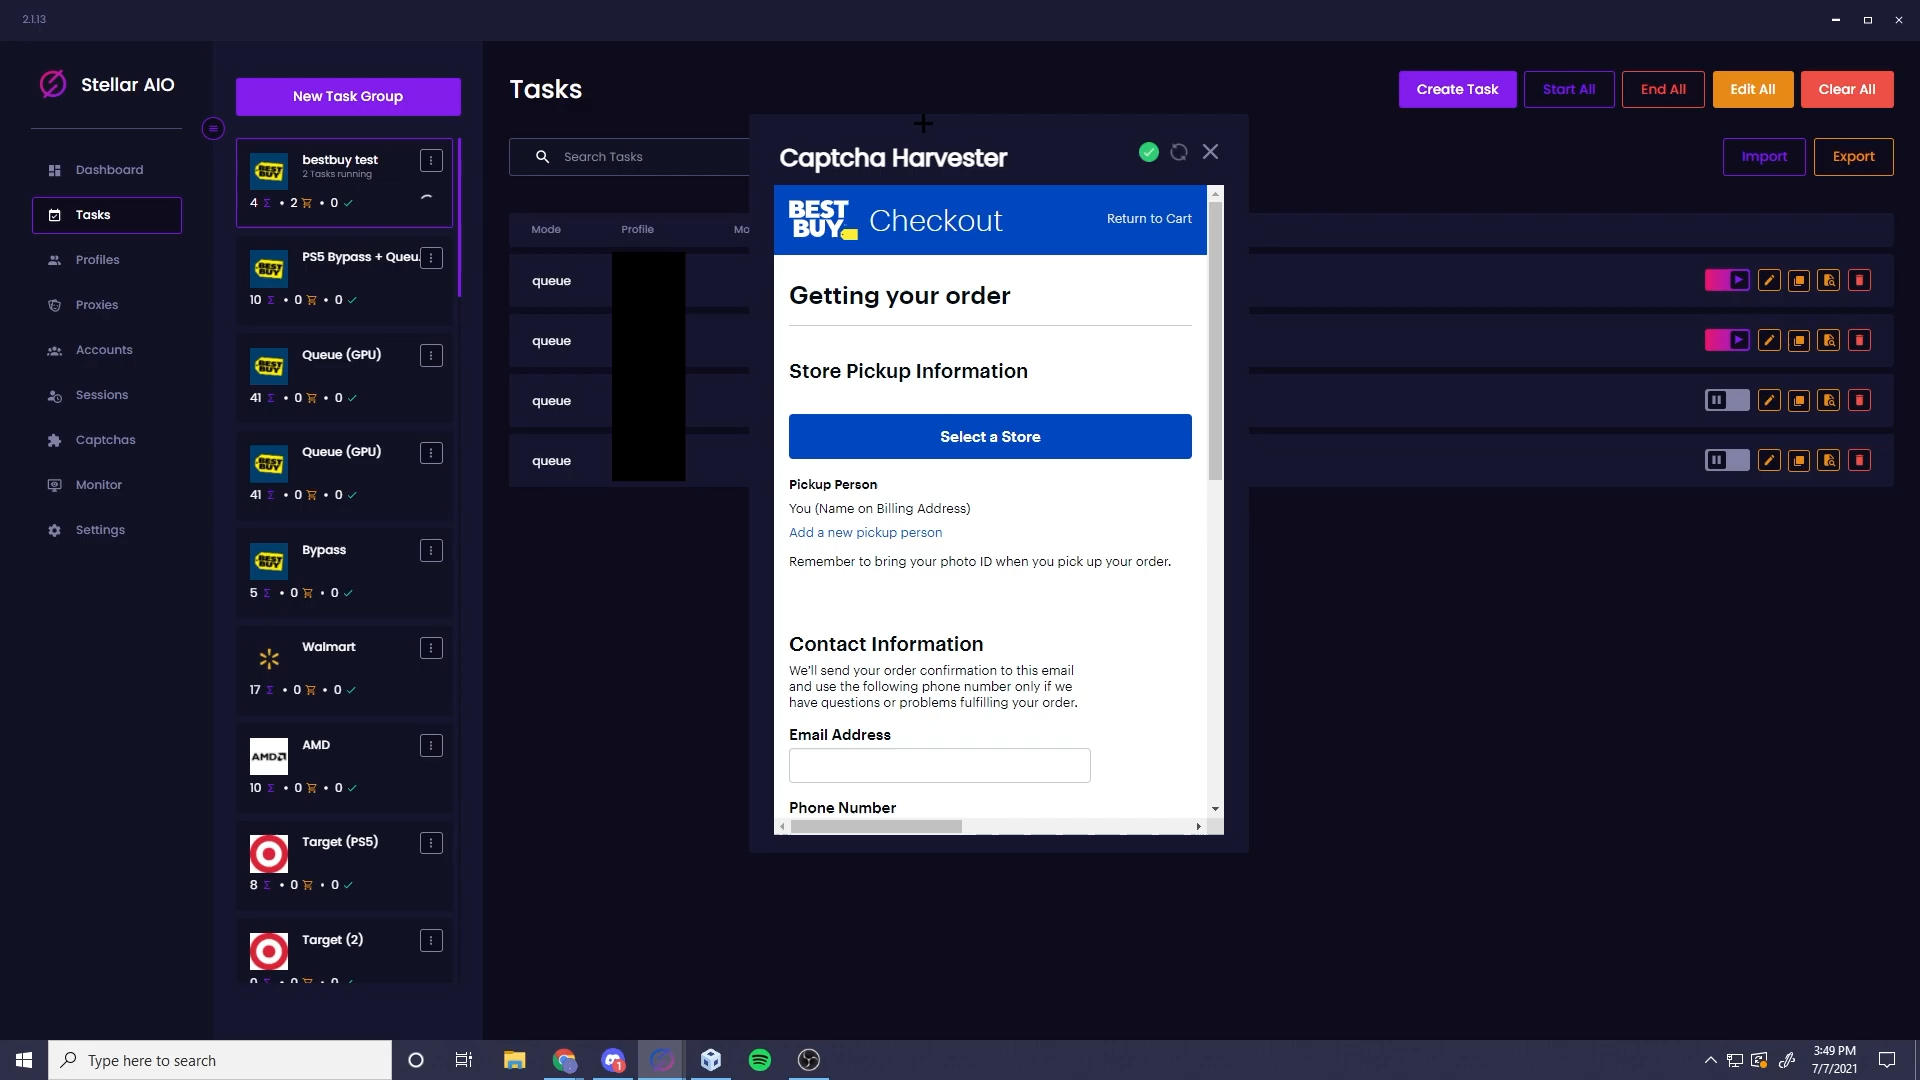 2.1.13
Stellar AIO
Dashboard
Tasks
Profiles
Proxies
Accounts
Sessions
Captchas
Monitor
Settings
New Task Group
bestbuy test
2 Tasks running
4 Σ • 2 • 0
PS5 Bypass + Queu..
10 Σ • 0 • 0
Queue (GPU)
41 Σ • 0 • 0
Queue (GPU)
41 Σ • 0 • 0
Bypass
5 Σ • 0 • 0
Walmart
17 Σ • 0 • 0
AMD
AMD
10 Σ • 0 • 0
Target (PS5)
8 Σ • 0 • 0
Target (2)
Tasks
Create Task
Start All
End All
Edit All
Clear All
Search Tasks
Import
Export
Mode
Profile
Mo
queue
queue
queue
queue
Captcha Harvester
BEST
BUY
Checkout
Return to Cart
Getting your order
Store Pickup Information
Select a Store
Pickup Person
You (Name on Billing Address)
Add a new pickup person
Remember to bring your photo ID when you pick up your order.
Contact Information
We'll send your order confirmation to this email
and use the following phone number only if we
have questions or problems fulfilling your order.
Email Address
Phone Number
Type here to search
1
3:49 PM
7/7/2021